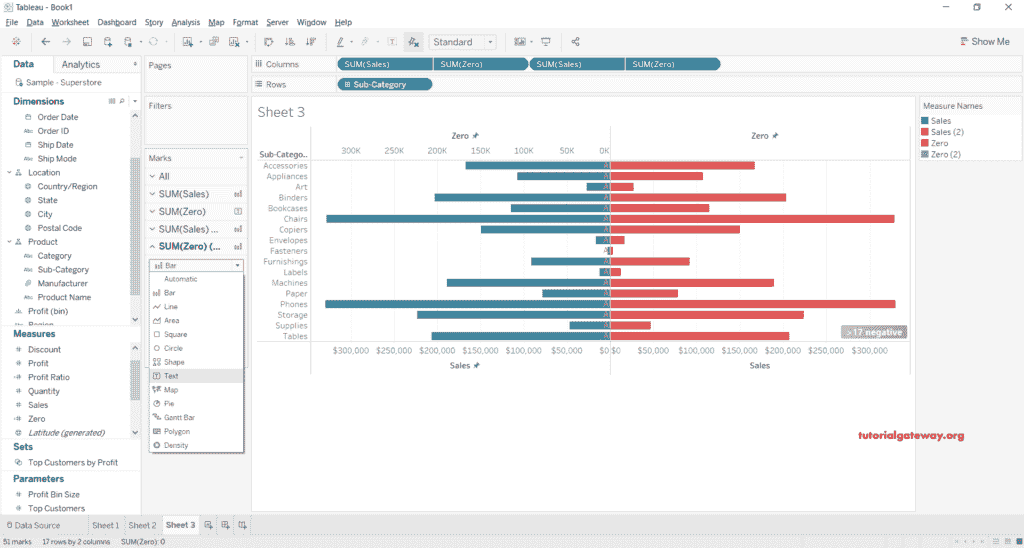 Tableau - Book1
File Data Worksheet Dashboard Story Analysis Map Format Server Window Help
Standard
Show Me
Data Analytics
Sample - Superstore
Dimensions
Order Date
Abc Order ID
Ship Date
Abc Ship Mode
Location
Country/Region
State
City
Postal Code
Product
Abc Category
Abc Sub-Category
Manufacturer
Abc Product Name
Profit (bin)
Region
Measures
# Discount
# Profit
# Profit Ratio
# Quantity
# Sales
# Zero
Latitude (generated)
Sets
Top Customers by Profit
Parameters
# Profit Bin Size
# Top Customers
Pages
Filters
Marks
All
SUM(Sales)
SUM(Zero)
SUM(Sales) ...
SUM(Zero) (...
Bar
Automatic
Bar
Line
Area
Square
Circle
Shape
Text
Map
Pie
Gantt Bar
Polygon
Density
Columns SUM(Sales) SUM(Zero) SUM(Sales) SUM(Zero)
Rows Sub-Category
Sheet 3
Zero Zero
Sub-Catego.. 300K 250K 200K 150K 100K 50K 0K
Accessories
Appliances
Art
Binders
Bookcases
Chairs
Copiers
Envelopes
Fasteners
Furnishings
Labels
Machines
Paper
Phones
Storage
Supplies
Tables
>17 negative
$300,000 $250,000 $200,000 $150,000 $100,000 $50,000 $0 $0 $50,000 $100,000 $150,000 $200,000 $250,000 $300,000
Sales Sales
Measure Names
Sales
Sales (2)
Zero
Zero (2)
tutorialgateway.org
Data Source Sheet 1 Sheet 2 Sheet 3
51 marks 17 rows by 2 columns SUM(Zero): 0